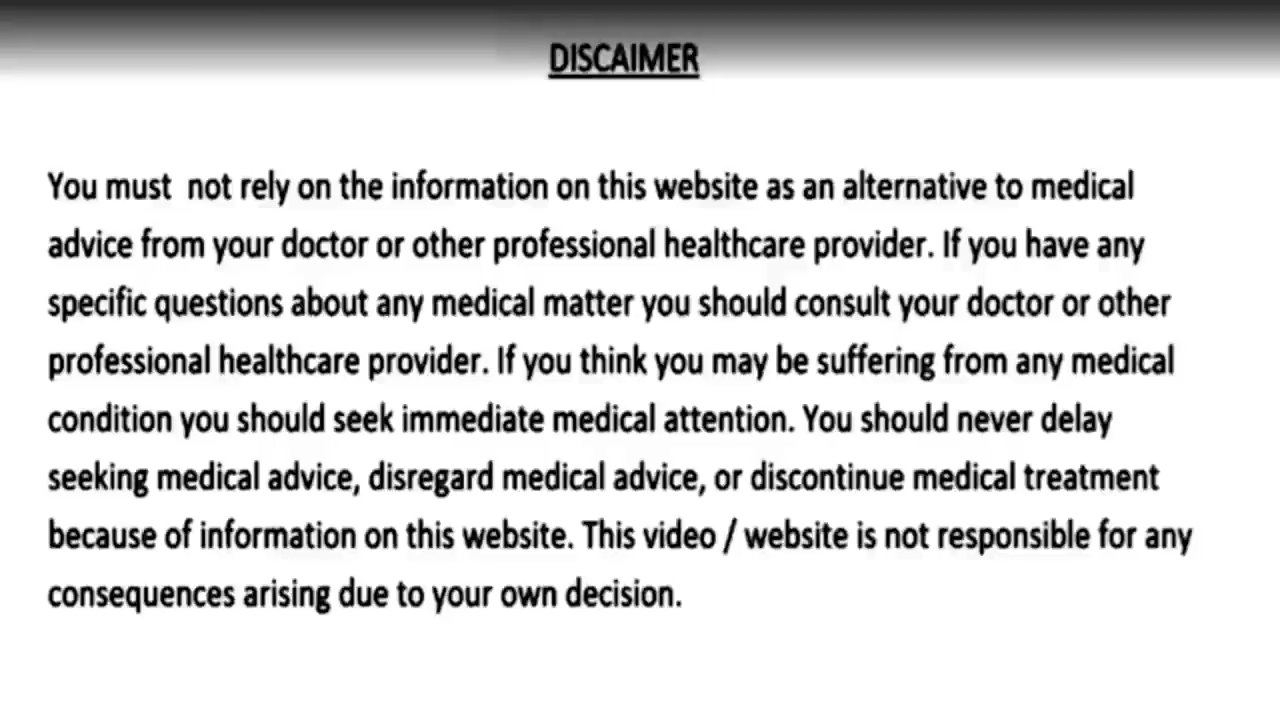 DISCAIMER
You must  not rely on the information on this website as an alternative to medical
advice from your doctor or other professional healthcare provider. If you have any
specific questions about any medical matter you should consult your doctor or other
professional healthcare provider. If you think you may be suffering from any medical
condition you should seek immediate medical attention. You should never delay
seeking medical advice, disregard medical advice, or discontinue medical treatment
because of information on this website. This video / website is not responsible for any
consequences arising due to your own decision.